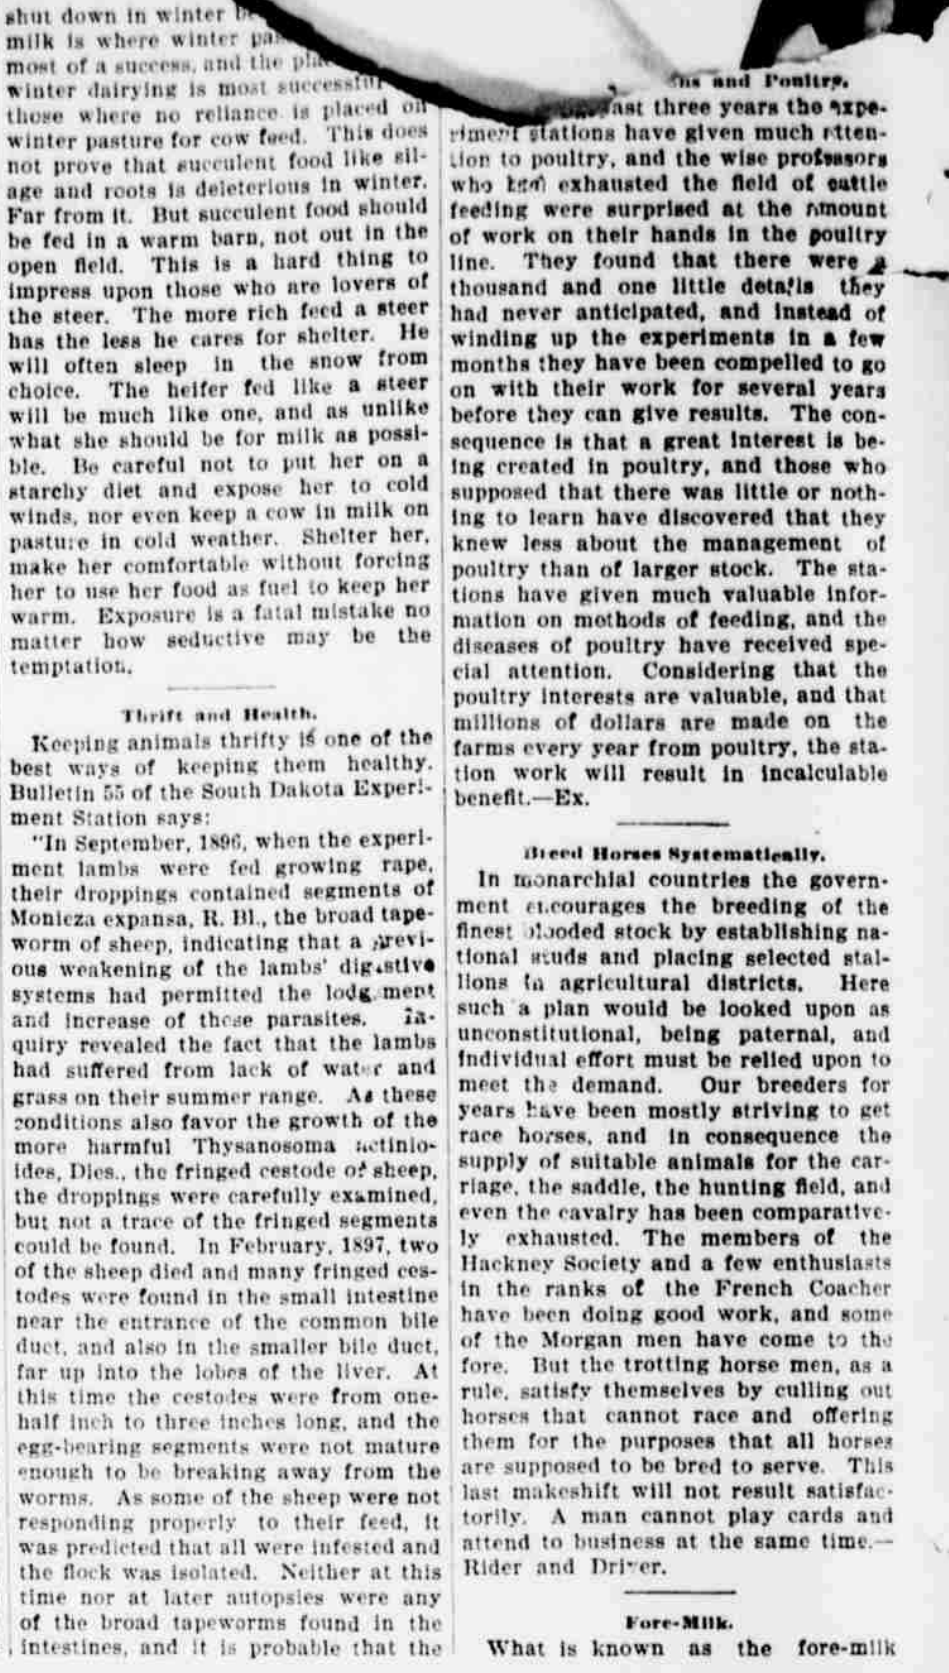 shut down in winter
milk is where winter
most of a success, and the
winter dairying is most successful
those where no reliance is placed on
winter pasture for cow feed. This does
not prove that succulent food like sil-
age and roots is deleterious in winter.
Far from it. But succulent food should
be fed in a warm barn, not out in the
open field. This is a hard thing to
impress upon those who are lovers of
the steer. The more rich feed a steer
has the less he cares for shelter. He
will often sleep in the snow from
choice. The heifer fed like a steer
will be much like one, and as unlike
what she should be for milk as possi-
ble. Be careful not to put her on a
starchy diet and expose her to cold
winds, nor even keep a cow in milk on
pasture in cold weather. Shelter her,
make her comfortable without forcing
her to use her food as fuel to keep her
warm. Exposure is a fatal mistake no
matter how seductive may be the
temptation.
Thrift and Health.
Keeping animals thrifty is one of the
best ways of keeping them healthy.
Bulletin 55 of the South Dakota Experi-
ment Station says:
"In September, 1896, when the experi-
ment lambs were fed growing rape,
their droppings contained segments of
Monieza expansa, R. Bl., the broad tape-
worm of sheep, indicating that a previ-
ous weakening of the lambs' digestive
systems had permitted the lodgment
and increase of these parasites. In-
quiry revealed the fact that the lambs
had suffered from lack of water and
grass on their summer range. As these
conditions also favor the growth of the
more harmful Thysanosoma actinio-
ides, Dies., the fringed cestode of sheep,
the droppings were carefully examined,
but not a trace of the fringed segments
could be found. In February, 1897, two
of the sheep died and many fringed ces-
todes were found in the small intestine
near the entrance of the common bile
duct, and also in the smaller bile duct,
far up into the lobes of the liver. At
this time the cestodes were from one-
half inch to three inches long, and the
egg-bearing segments were not mature
enough to be breaking away from the
worms. As some of the sheep were not
responding properly to their feed, it
was predicted that all were infested and
the flock was isolated. Neither at this
time nor at later autopsies were any
of the broad tapeworms found in the
intestines, and it is probable that the
and Poultry.
last three years the expe-
riment stations have given much atten-
tion to poultry, and the wise professors
who had exhausted the field of cattle
feeding were surprised at the amount
of work on their hands in the poultry
line. They found that there were a
thousand and one little details they
had never anticipated, and instead of
winding up the experiments in a few
months they have been compelled to go
on with their work for several years
before they can give results. The con-
sequence is that a great interest is be-
ing created in poultry, and those who
supposed that there was little or noth-
ing to learn have discovered that they
knew less about the management of
poultry than of larger stock. The sta-
tions have given much valuable infor-
mation on methods of feeding, and the
diseases of poultry have received spe-
cial attention. Considering that the
poultry interests are valuable, and that
millions of dollars are made on the
farms every year from poultry, the sta-
tion work will result in incalculable
benefit.—Ex.
Breed Horses Systematically.
In monarchial countries the govern-
ment encourages the breeding of the
finest blooded stock by establishing na-
tional studs and placing selected stal-
lions in agricultural districts. Here
such a plan would be looked upon as
unconstitutional, being paternal, and
individual effort must be relied upon to
meet the demand. Our breeders for
years have been mostly striving to get
race horses, and in consequence the
supply of suitable animals for the car-
riage, the saddle, the hunting field, and
even the cavalry has been comparative-
ly exhausted. The members of the
Hackney Society and a few enthusiasts
in the ranks of the French Coacher
have been doing good work, and some
of the Morgan men have come to the
fore. But the trotting horse men, as a
rule, satisfy themselves by culling out
horses that cannot race and offering
them for the purposes that all horses
are supposed to be bred to serve. This
last makeshift will not result satisfac-
torily. A man cannot play cards and
attend to business at the same time.—
Rider and Driver.
Fore-Milk.
What is known as the fore-milk